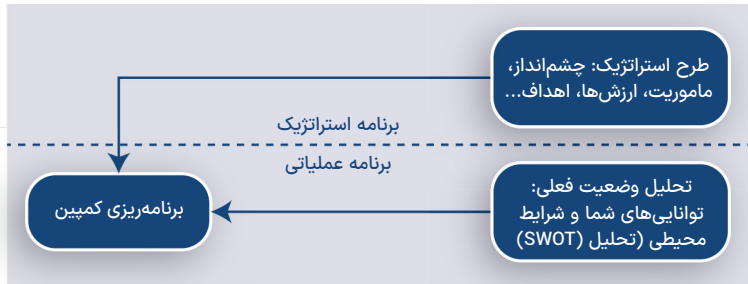 طرح استراتژیک: چشم‌انداز،
ماموریت، ارزش‌ها، اهداف...
برنامه استراتژیک
برنامه عملیاتی
تحلیل وضعیت فعلی:
توانایی‌های شما و شرایط
محیطی (تحلیل (SWOT)
برنامه‌ریزی کمپین